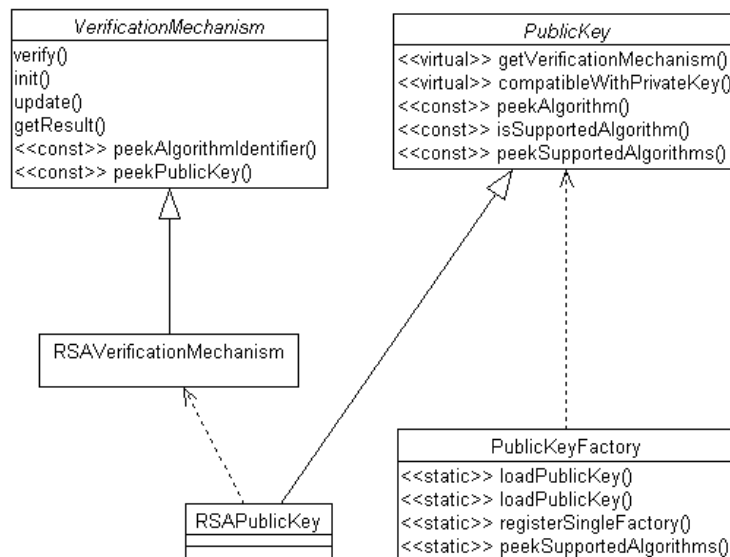 VerificationMechanism
verify()
init()
update()
getResult()
<<const>> peekAlgorithmIdentifier()
<<const>> peekPublicKey()
PublicKey
<<virtual>> getVerificationMechanism()
<<virtual>> compatibleWithPrivateKey()
<<const>> peekAlgorithm()
<<const>> isSupportedAlgorithm()
<<const>> peekSupportedAlgorithms()
RSAVerificationMechanism
RSAPublicKey
PublicKeyFactory
<<static>> loadPublicKey()
<<static>> loadPublicKey()
<<static>> registerSingleFactory()
<<static>> peekSupportedAlgorithms()